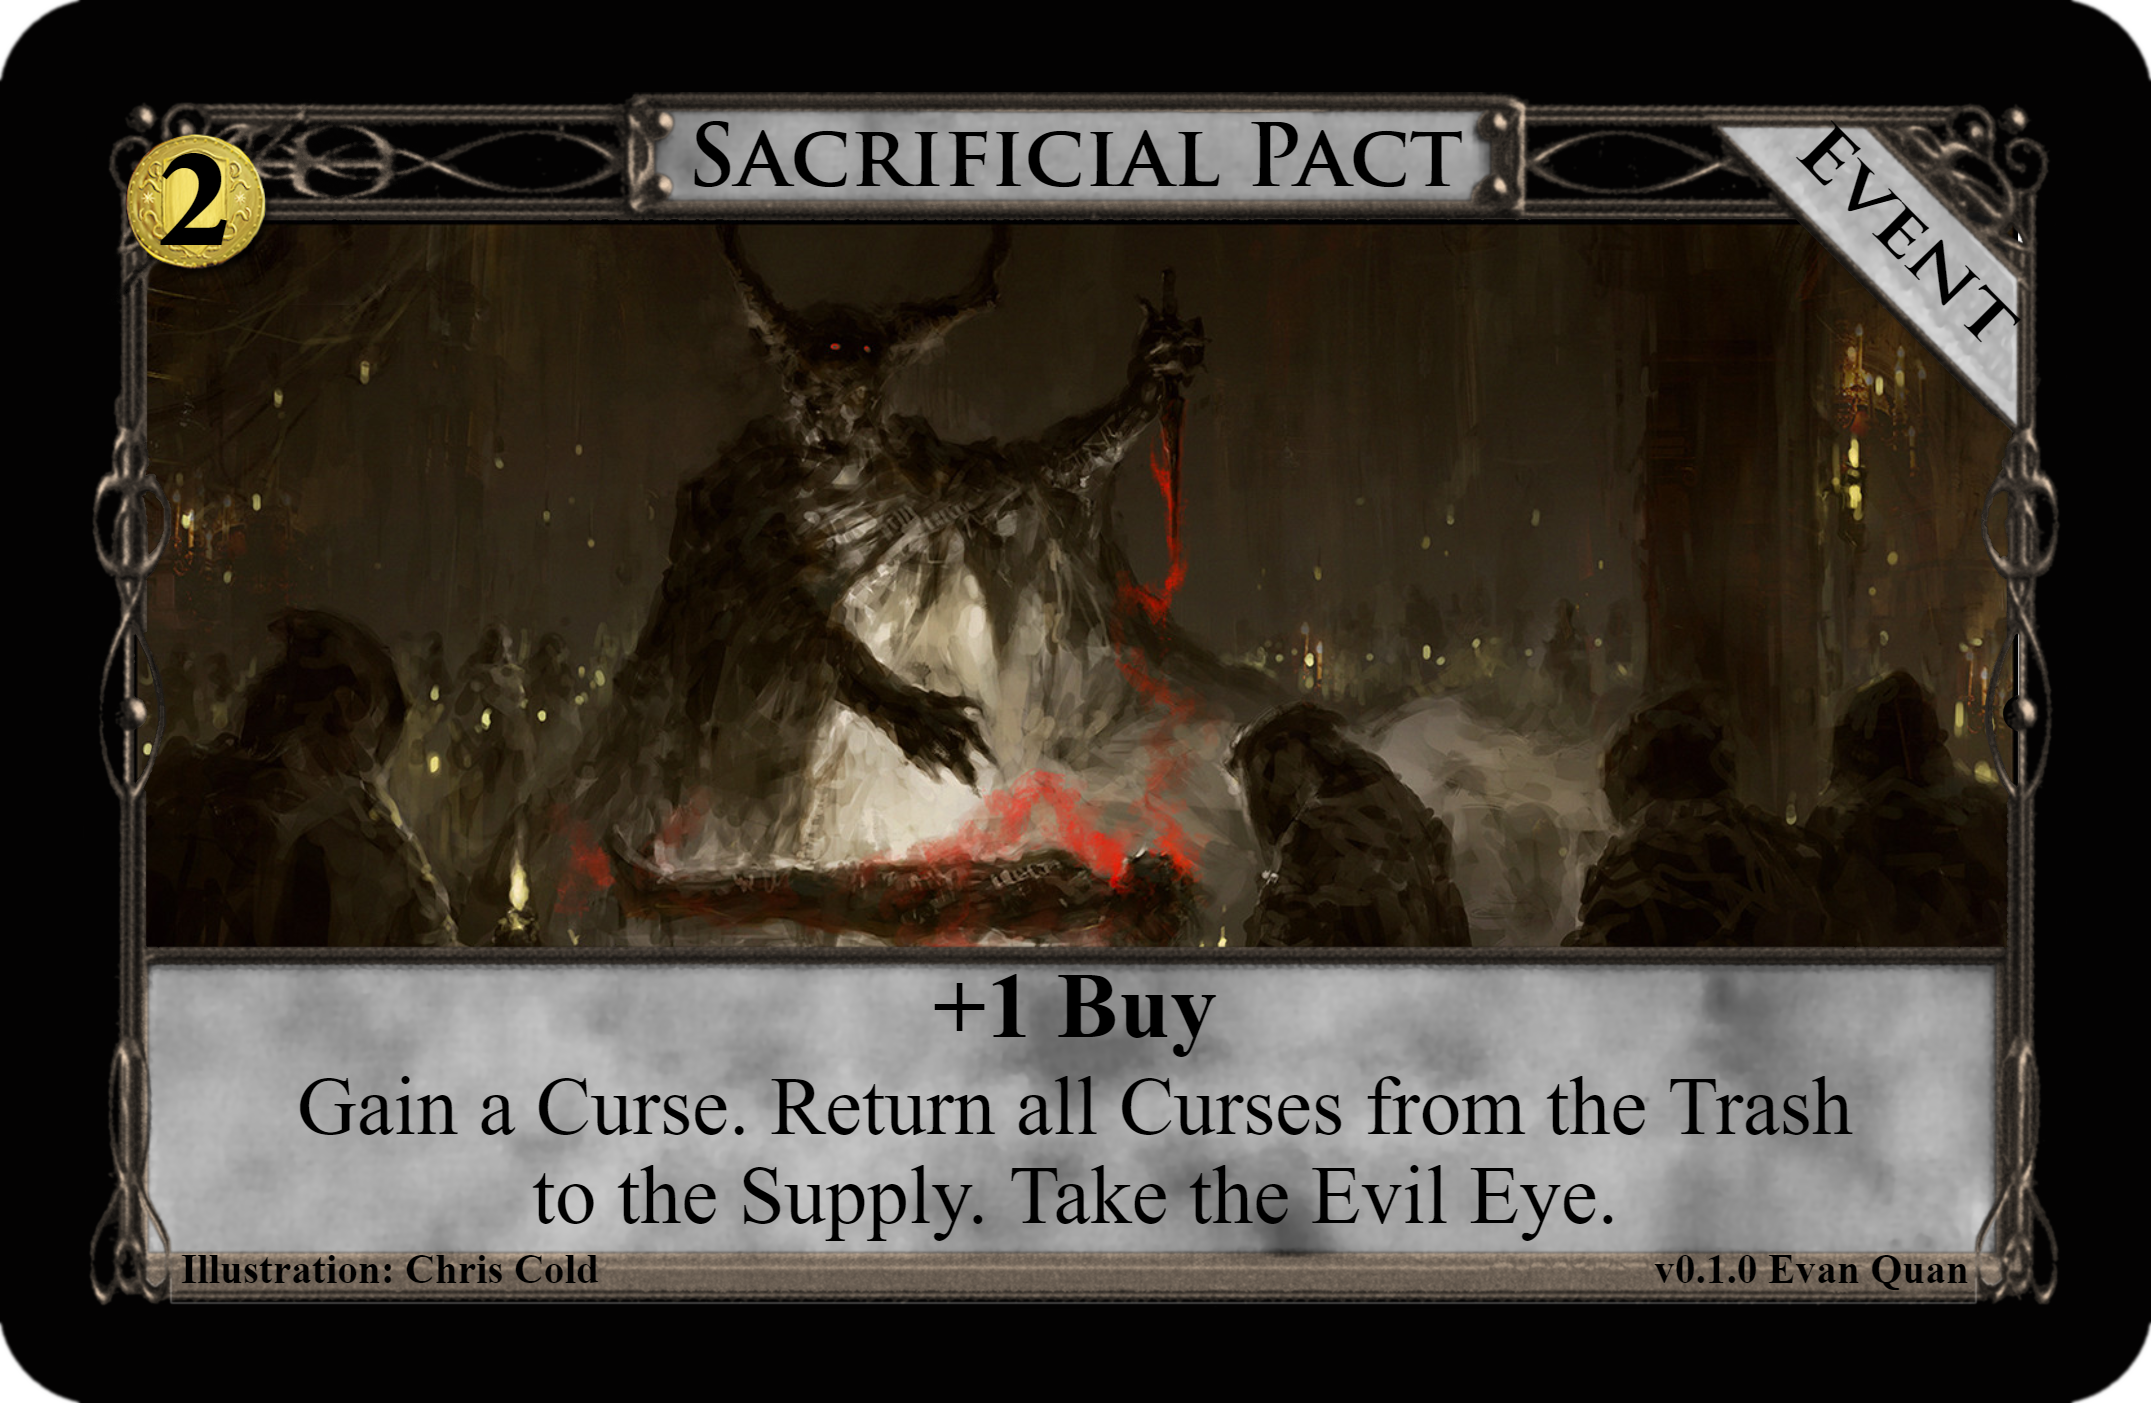 2
Sacrificial Pact
Event
+1 Buy
Gain a Curse. Return all Curses from the Trash
to the Supply. Take the Evil Eye.
Illustration: Chris Cold
v0.1.0 Evan Quan